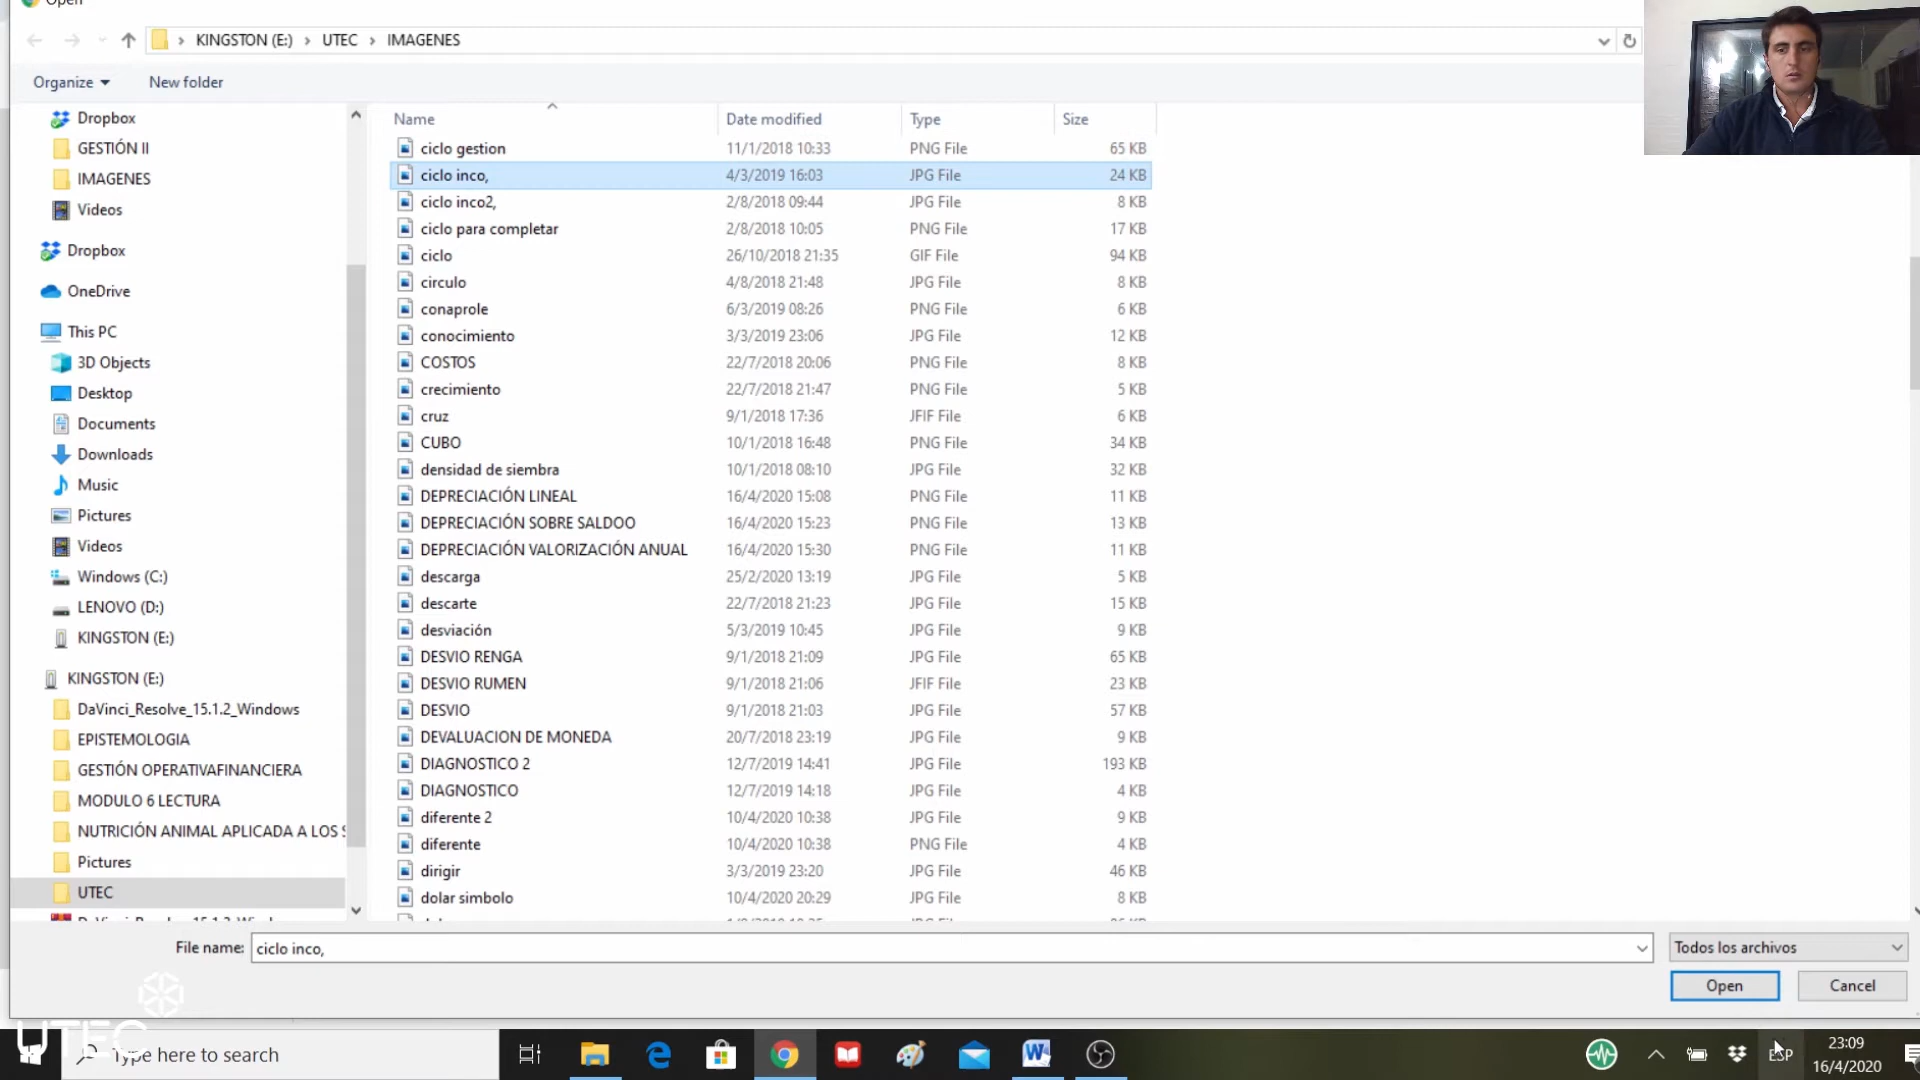 Open
KINGSTON (E:) > UTEC > IMAGENES
Organize New folder
Name Date modified Type Size
Dropbox
GESTIÓN II
IMAGENES
Videos
Dropbox
OneDrive
This PC
3D Objects
Desktop
Documents
Downloads
Music
Pictures
Videos
Windows (C:)
LENOVO (D:)
KINGSTON (E:)
KINGSTON (E:)
DaVinci_Resolve_15.1.2_Windows
EPISTEMOLOGIA
GESTIÓN OPERATIVAFINANCIERA
MODULO 6 LECTURA
NUTRICIÓN ANIMAL APLICADA A LOS S
Pictures
UTEC
ciclo gestion 11/1/2018 10:33 PNG File 65 KB
ciclo inco, 4/3/2019 16:03 JPG File 24 KB
ciclo inco2, 2/8/2018 09:44 JPG File 8 KB
ciclo para completar 2/8/2018 10:05 PNG File 17 KB
ciclo 26/10/2018 21:35 GIF File 94 KB
circulo 4/8/2018 21:48 JPG File 8 KB
conaprole 6/3/2019 08:26 PNG File 6 KB
conocimiento 3/3/2019 23:06 JPG File 12 KB
COSTOS 22/7/2018 20:06 PNG File 8 KB
crecimiento 22/7/2018 21:47 PNG File 5 KB
cruz 9/1/2018 17:36 JFIF File 6 KB
CUBO 10/1/2018 16:48 PNG File 34 KB
densidad de siembra 10/1/2018 08:10 JPG File 32 KB
DEPRECIACIÓN LINEAL 16/4/2020 15:08 PNG File 11 KB
DEPRECIACIÓN SOBRE SALDOO 16/4/2020 15:23 PNG File 13 KB
DEPRECIACIÓN VALORIZACIÓN ANUAL 16/4/2020 15:30 PNG File 11 KB
descarga 25/2/2020 13:19 JPG File 5 KB
descarte 22/7/2018 21:23 JPG File 15 KB
desviación 5/3/2019 10:45 JPG File 9 KB
DESVIO RENGA 9/1/2018 21:09 JPG File 65 KB
DESVIO RUMEN 9/1/2018 21:06 JFIF File 23 KB
DESVIO 9/1/2018 21:03 JPG File 57 KB
DEVALUACION DE MONEDA 20/7/2018 23:19 JPG File 9 KB
DIAGNOSTICO 2 12/7/2019 14:41 JPG File 193 KB
DIAGNOSTICO 12/7/2019 14:18 JPG File 4 KB
diferente 2 10/4/2020 10:38 JPG File 9 KB
diferente 10/4/2020 10:38 PNG File 4 KB
dirigir 3/3/2019 23:20 JPG File 46 KB
dolar simbolo 10/4/2020 20:29 JPG File 8 KB
File name: ciclo inco, Todos los archivos
Open Cancel
UTEC
Type here to search
ESP
23:09
16/4/2020